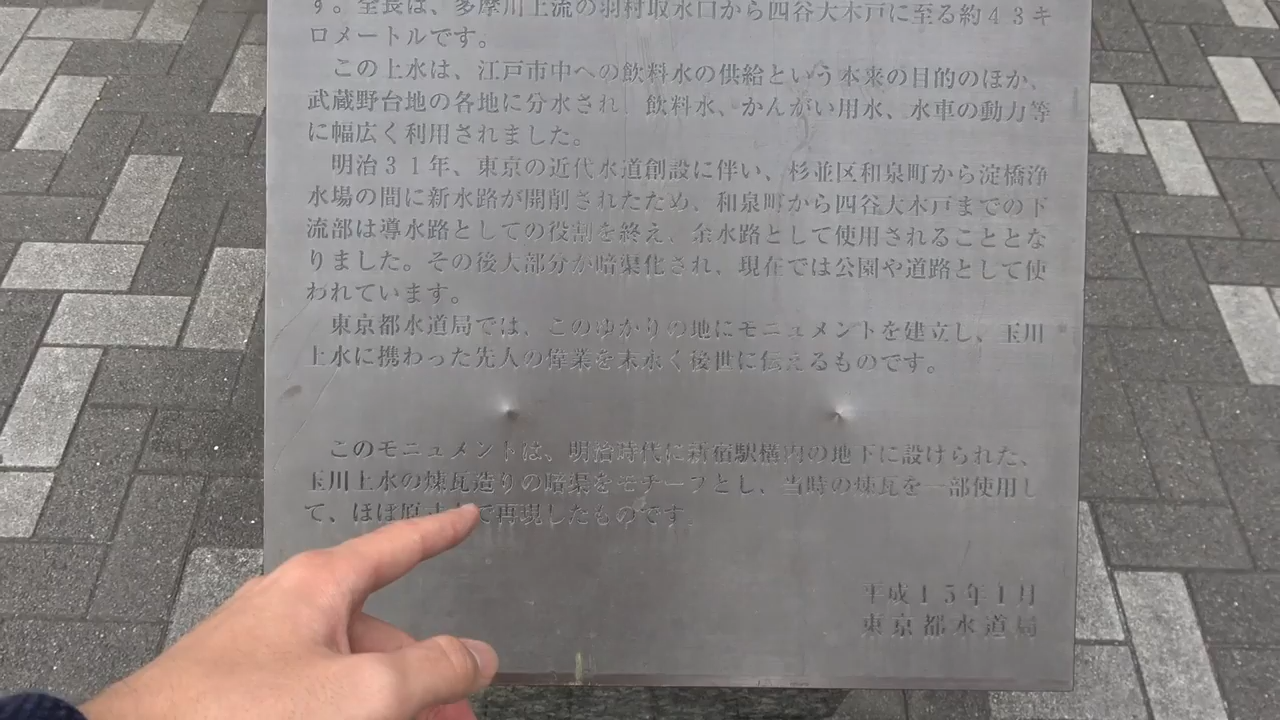 す。全長は、多摩川上流の羽村取水口から四谷大木戸に至る約４３キ
ロメートルです。
この上水は、江戸市中への飲料水の供給という本来の目的のほか、
武蔵野台地の各地に分水され、飲料水、かんがい用水、水車の動力等
に幅広く利用されました。
明治３１年、東京の近代水道創設に伴い、杉並区和泉町から淀橋浄
水場の間に新水路が開削されたため、和泉町から四谷大木戸までの下
流部は導水路としての役割を終え、余水路として使用されることとな
りました。その後大部分が暗渠化され、現在では公園や道路として使
われています。
東京都水道局では、このゆかりの地にモニュメントを建立し、玉川
上水に携わった先人の偉業を末永く後世に伝えるものです。
このモニュメントは、明治時代に新宿駅構内の地下に設けられた、
玉川上水の煉瓦造りの暗渠をモチーフとし、当時の煉瓦を一部使用し
て、ほぼ原寸大で再現したものです。
平成１５年１月
東京都水道局